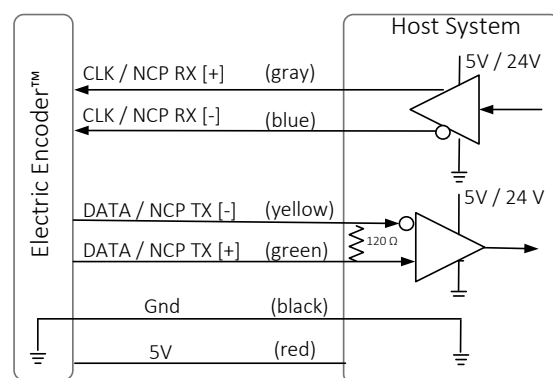 Host System
5V / 24V
CLK / NCP RX [+] (gray)
CLK / NCP RX [-] (blue)
Electric Encoder™
5V / 24 V
DATA / NCP TX [-] (yellow)
120 Ω
DATA / NCP TX [+] (green)
Gnd (black)
5V (red)